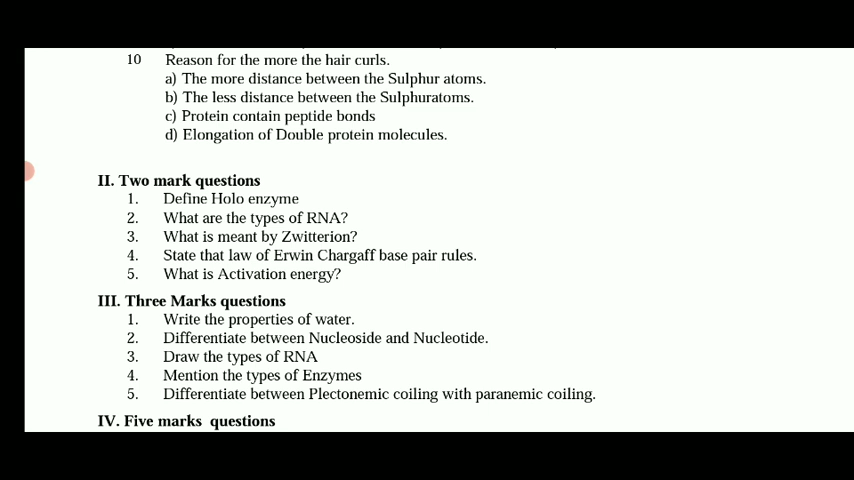 10 Reason for the more the hair curls.
a) The more distance between the Sulphur atoms.
b) The less distance between the Sulphuratoms.
c) Protein contain peptide bonds
d) Elongation of Double protein molecules.
II. Two mark questions
1. Define Holo enzyme
2. What are the types of RNA?
3. What is meant by Zwitterion?
4. State that law of Erwin Chargaff base pair rules.
5. What is Activation energy?
III. Three Marks questions
1. Write the properties of water.
2. Differentiate between Nucleoside and Nucleotide.
3. Draw the types of RNA
4. Mention the types of Enzymes
5. Differentiate between Plectonemic coiling with paranemic coiling.
IV. Five marks questions